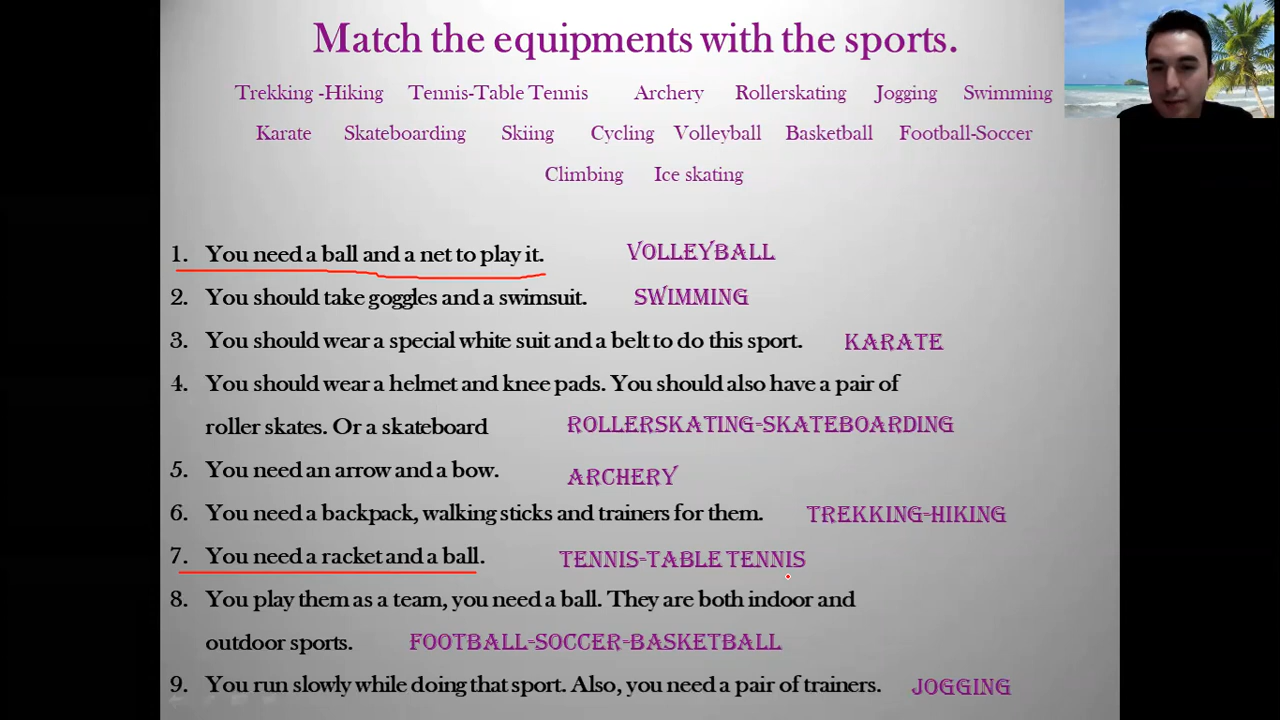 Match the equipments with the sports.
Trekking -Hiking Tennis-Table Tennis Archery Rollerskating Jogging Swimming
Karate Skateboarding Skiing Cycling Volleyball Basketball Football-Soccer
Climbing Ice skating
1. You need a ball and a net to play it. VOLLEYBALL
2. You should take goggles and a swimsuit. SWIMMING
3. You should wear a special white suit and a belt to do this sport. KARATE
4. You should wear a helmet and knee pads. You should also have a pair of
roller skates. Or a skateboard ROLLERSKATING-SKATEBOARDING
5. You need an arrow and a bow. ARCHERY
6. You need a backpack, walking sticks and trainers for them. TREKKING-HIKING
7. You need a racket and a ball. TENNIS-TABLE TENNIS
8. You play them as a team, you need a ball. They are both indoor and
outdoor sports. FOOTBALL-SOCCER-BASKETBALL
9. You run slowly while doing that sport. Also, you need a pair of trainers. JOGGING